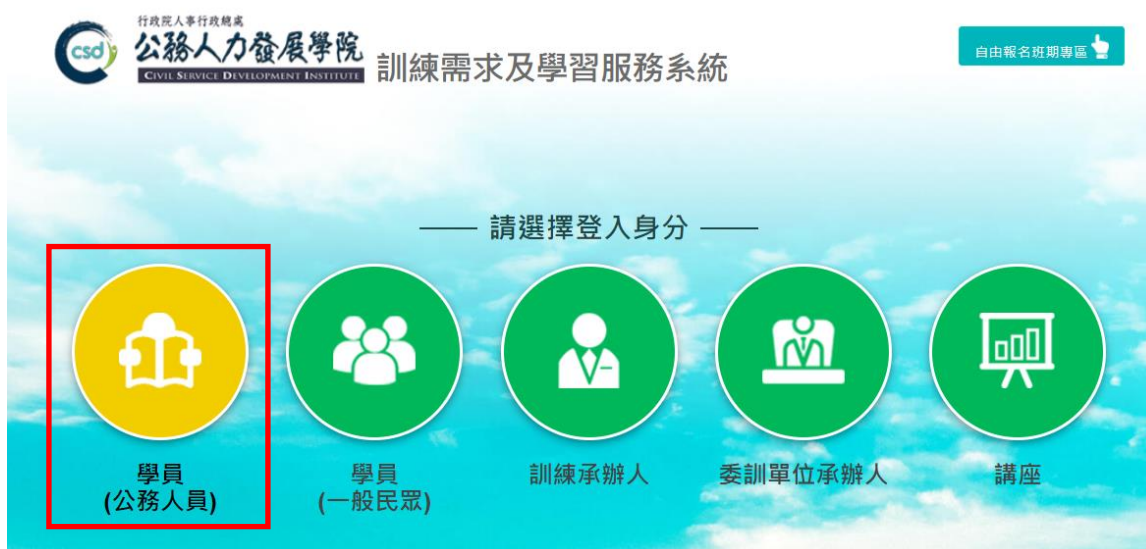 行政院人事行政總處
公務人力發展學院
CIVIL SERVICE DEVELOPMENT INSTITUTE
csd
訓練需求及學習服務系統
自由報名班期專區
請選擇登入身分
學員
(公務人員)
學員
(一般民眾)
訓練承辦人
委訓單位承辦人
講座